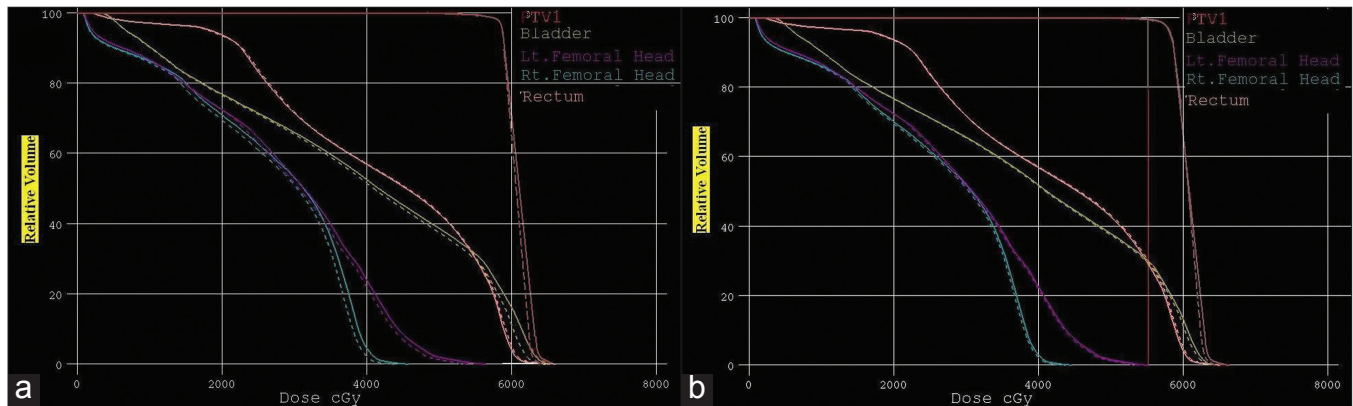 100
80
60
40
20
0
Relative Volume
0
2000
4000
6000
8000
Dose cGy
PTV1
Bladder
Lt.Femoral Head
Rt.Femoral Head
Rectum
a
100
80
60
40
20
0
Relative Volume
0
2000
4000
6000
8000
Dose cGy
PTV1
Bladder
Lt.Femoral Head
Rt.Femoral Head
Rectum
b